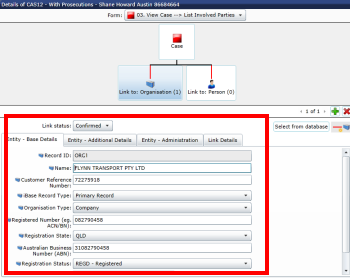 Details of CAS12 - With Prosecutions - Shane Howard Austin 86604664
Form: 03. View Case --> List Involved Parties
Case
Link to: Organisation (1) Link to: Person (0)
1 of 1
Link status: Confirmed
Select from database
Entity - Base Details Entity - Additional Details Entity - Administration Link Details
Record ID: ORG1
Name: FLYNN TRANSPORT PTY LTD
Customer Reference Number: 72275918
iBase Record Type: Primary Record
Organisation Type: Company
Registered Number (eg. ACN/BN): 082790458
Registration State: QLD
Australian Business Number (ABN): 31082790458
Registration Status: REGD - Registered